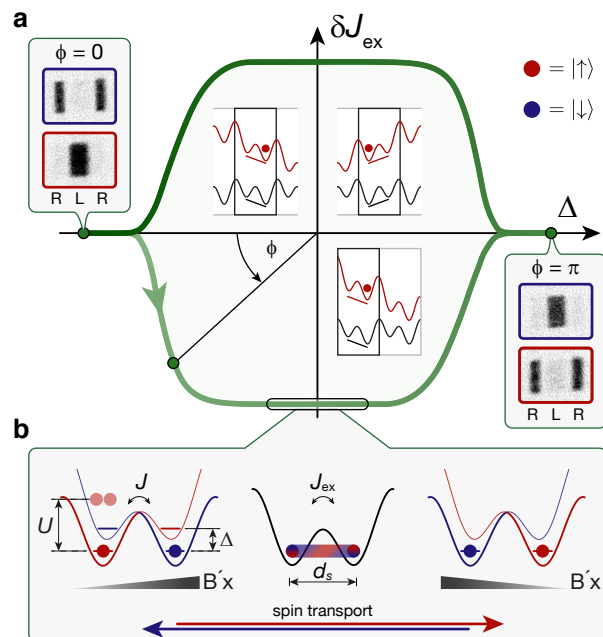 a
δJex
ϕ = 0
R L R
= |↑⟩
= |↓⟩
Δ
ϕ
ϕ = π
R L R
b
J
U
Δ
B´x
Jex
ds
B´x
spin transport